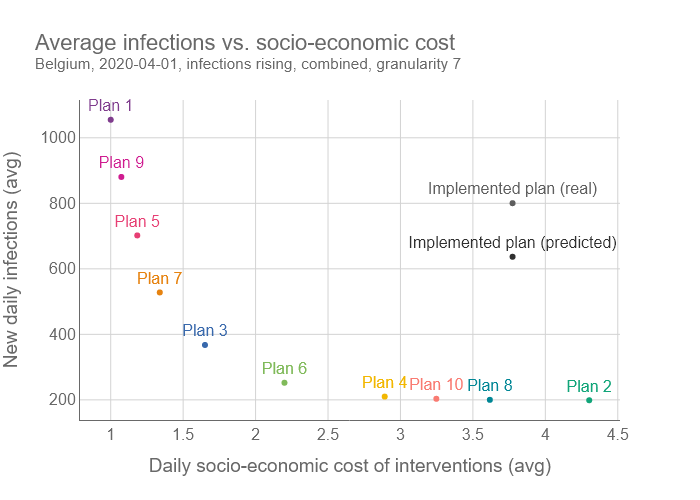 Average infections vs. socio-economic cost
Belgium, 2020-04-01, infections rising, combined, granularity 7
New daily infections (avg)
1000
800
600
400
200
Plan 1
Plan 9
Plan 5
Plan 7
Plan 3
Plan 6
Plan 4
Plan 10
Plan 8
Plan 2
Implemented plan (real)
Implemented plan (predicted)
1
1.5
2
2.5
3
3.5
4
4.5
Daily socio-economic cost of interventions (avg)